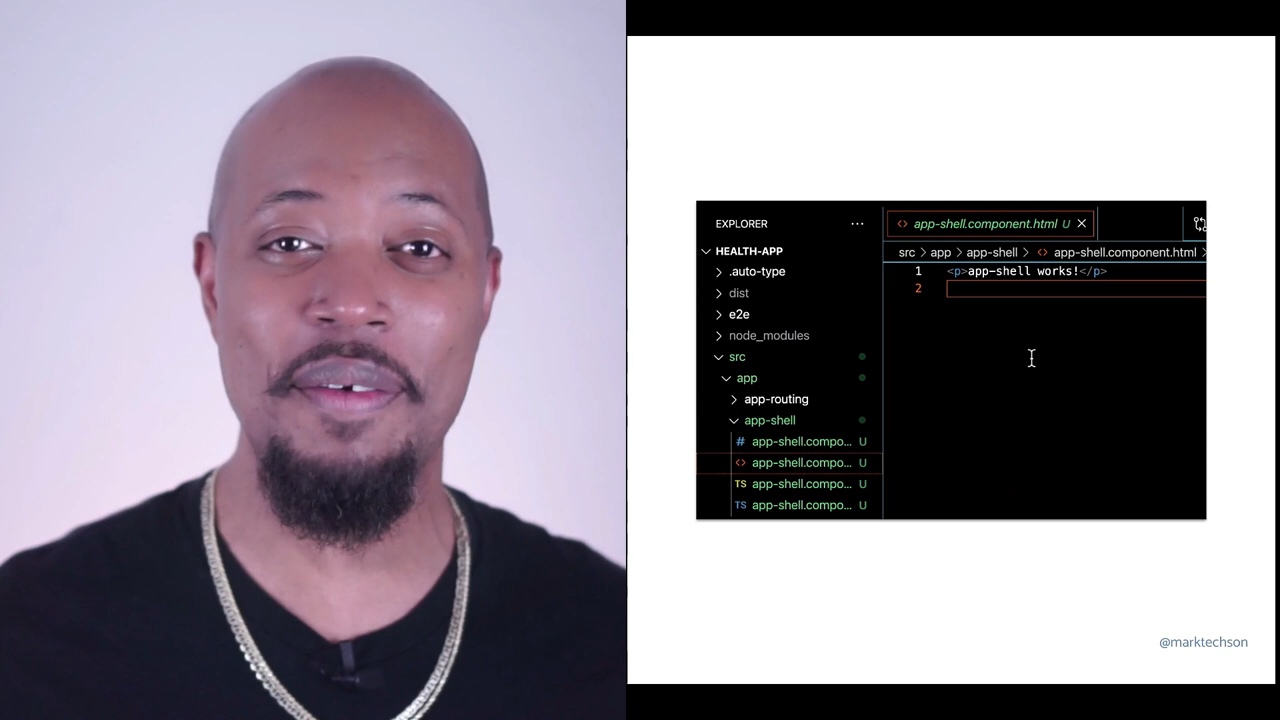 EXPLORER ...
HEALTH-APP
.auto-type
dist
e2e
node_modules
src
app
app-routing
app-shell
# app-shell.compo... U
<> app-shell.compo... U
TS app-shell.compo... U
TS app-shell.compo... U
<> app-shell.component.html U ×
src > app > app-shell > <> app-shell.component.html >
1 <p>app-shell works!</p>
2
@marktechson